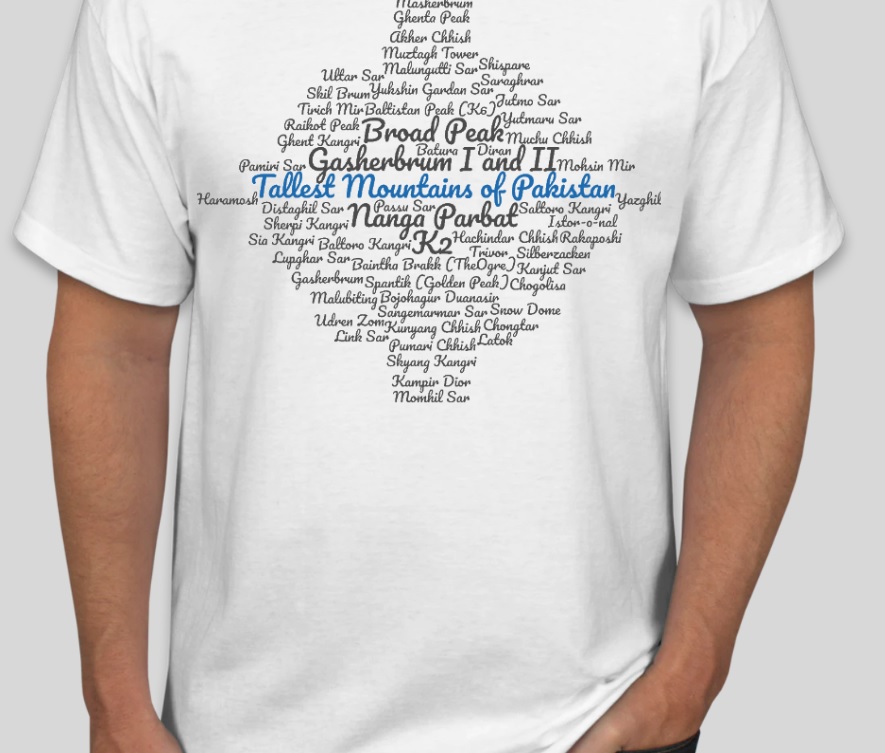 Masherbrum
Ghenta Peak
Akher Chhish
Muztagh Tower
Uttar Sar Malungutti Sar Shispare
Skil Brum Yukshin Gardan Sar Saraghrar
Tirich Mir Baltistan Peak (K6) Jutmo Sar
Raikot Peak Broad Peak Yutmaru Sar
Ghent Kangri Batura Diran Muchu Chhish
Pamiri Sar Gasherbrum I and II Mohsin Mir
Haramosh Tallest Mountains of Pakistan Yazghil
Distaghil Sar Passu Sar Saltoro Kangri
Sherpi Kangri Nanga Parbat Istor-o-nal
Sia Kangri Baltoro Kangri K2 Hachindar Chhish Rakaposhi
Lupghar Sar Trivor Silberzacken
Baintha Brakk (TheOgre) Kanjut Sar
Gasherbrum Spantik (Golden Peak) Chogolisa
Malubiting Bojohagur Duanasir
Sangemarmar Sar Snow Dome
Udren Zom Kunyang Chhish Chongtar
Link Sar Pumari Chhish Latok
Skyang Kangri
Kampir Dior
Momhil Sar